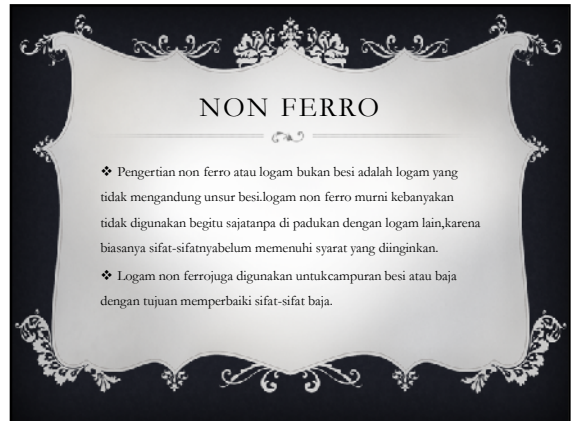 NON FERRO
❖ Pengertian non ferro atau logam bukan besi adalah logam yang
tidak mengandung unsur besi.logam non ferro murni kebanyakan
tidak digunakan begitu sajatanpa di padukan dengan logam lain,karena
biasanya sifat-sifatnyabelum memenuhi syarat yang diinginkan.
❖ Logam non ferrojuga digunakan untukcampuran besi atau baja
dengan tujuan memperbaiki sifat-sifat baja.